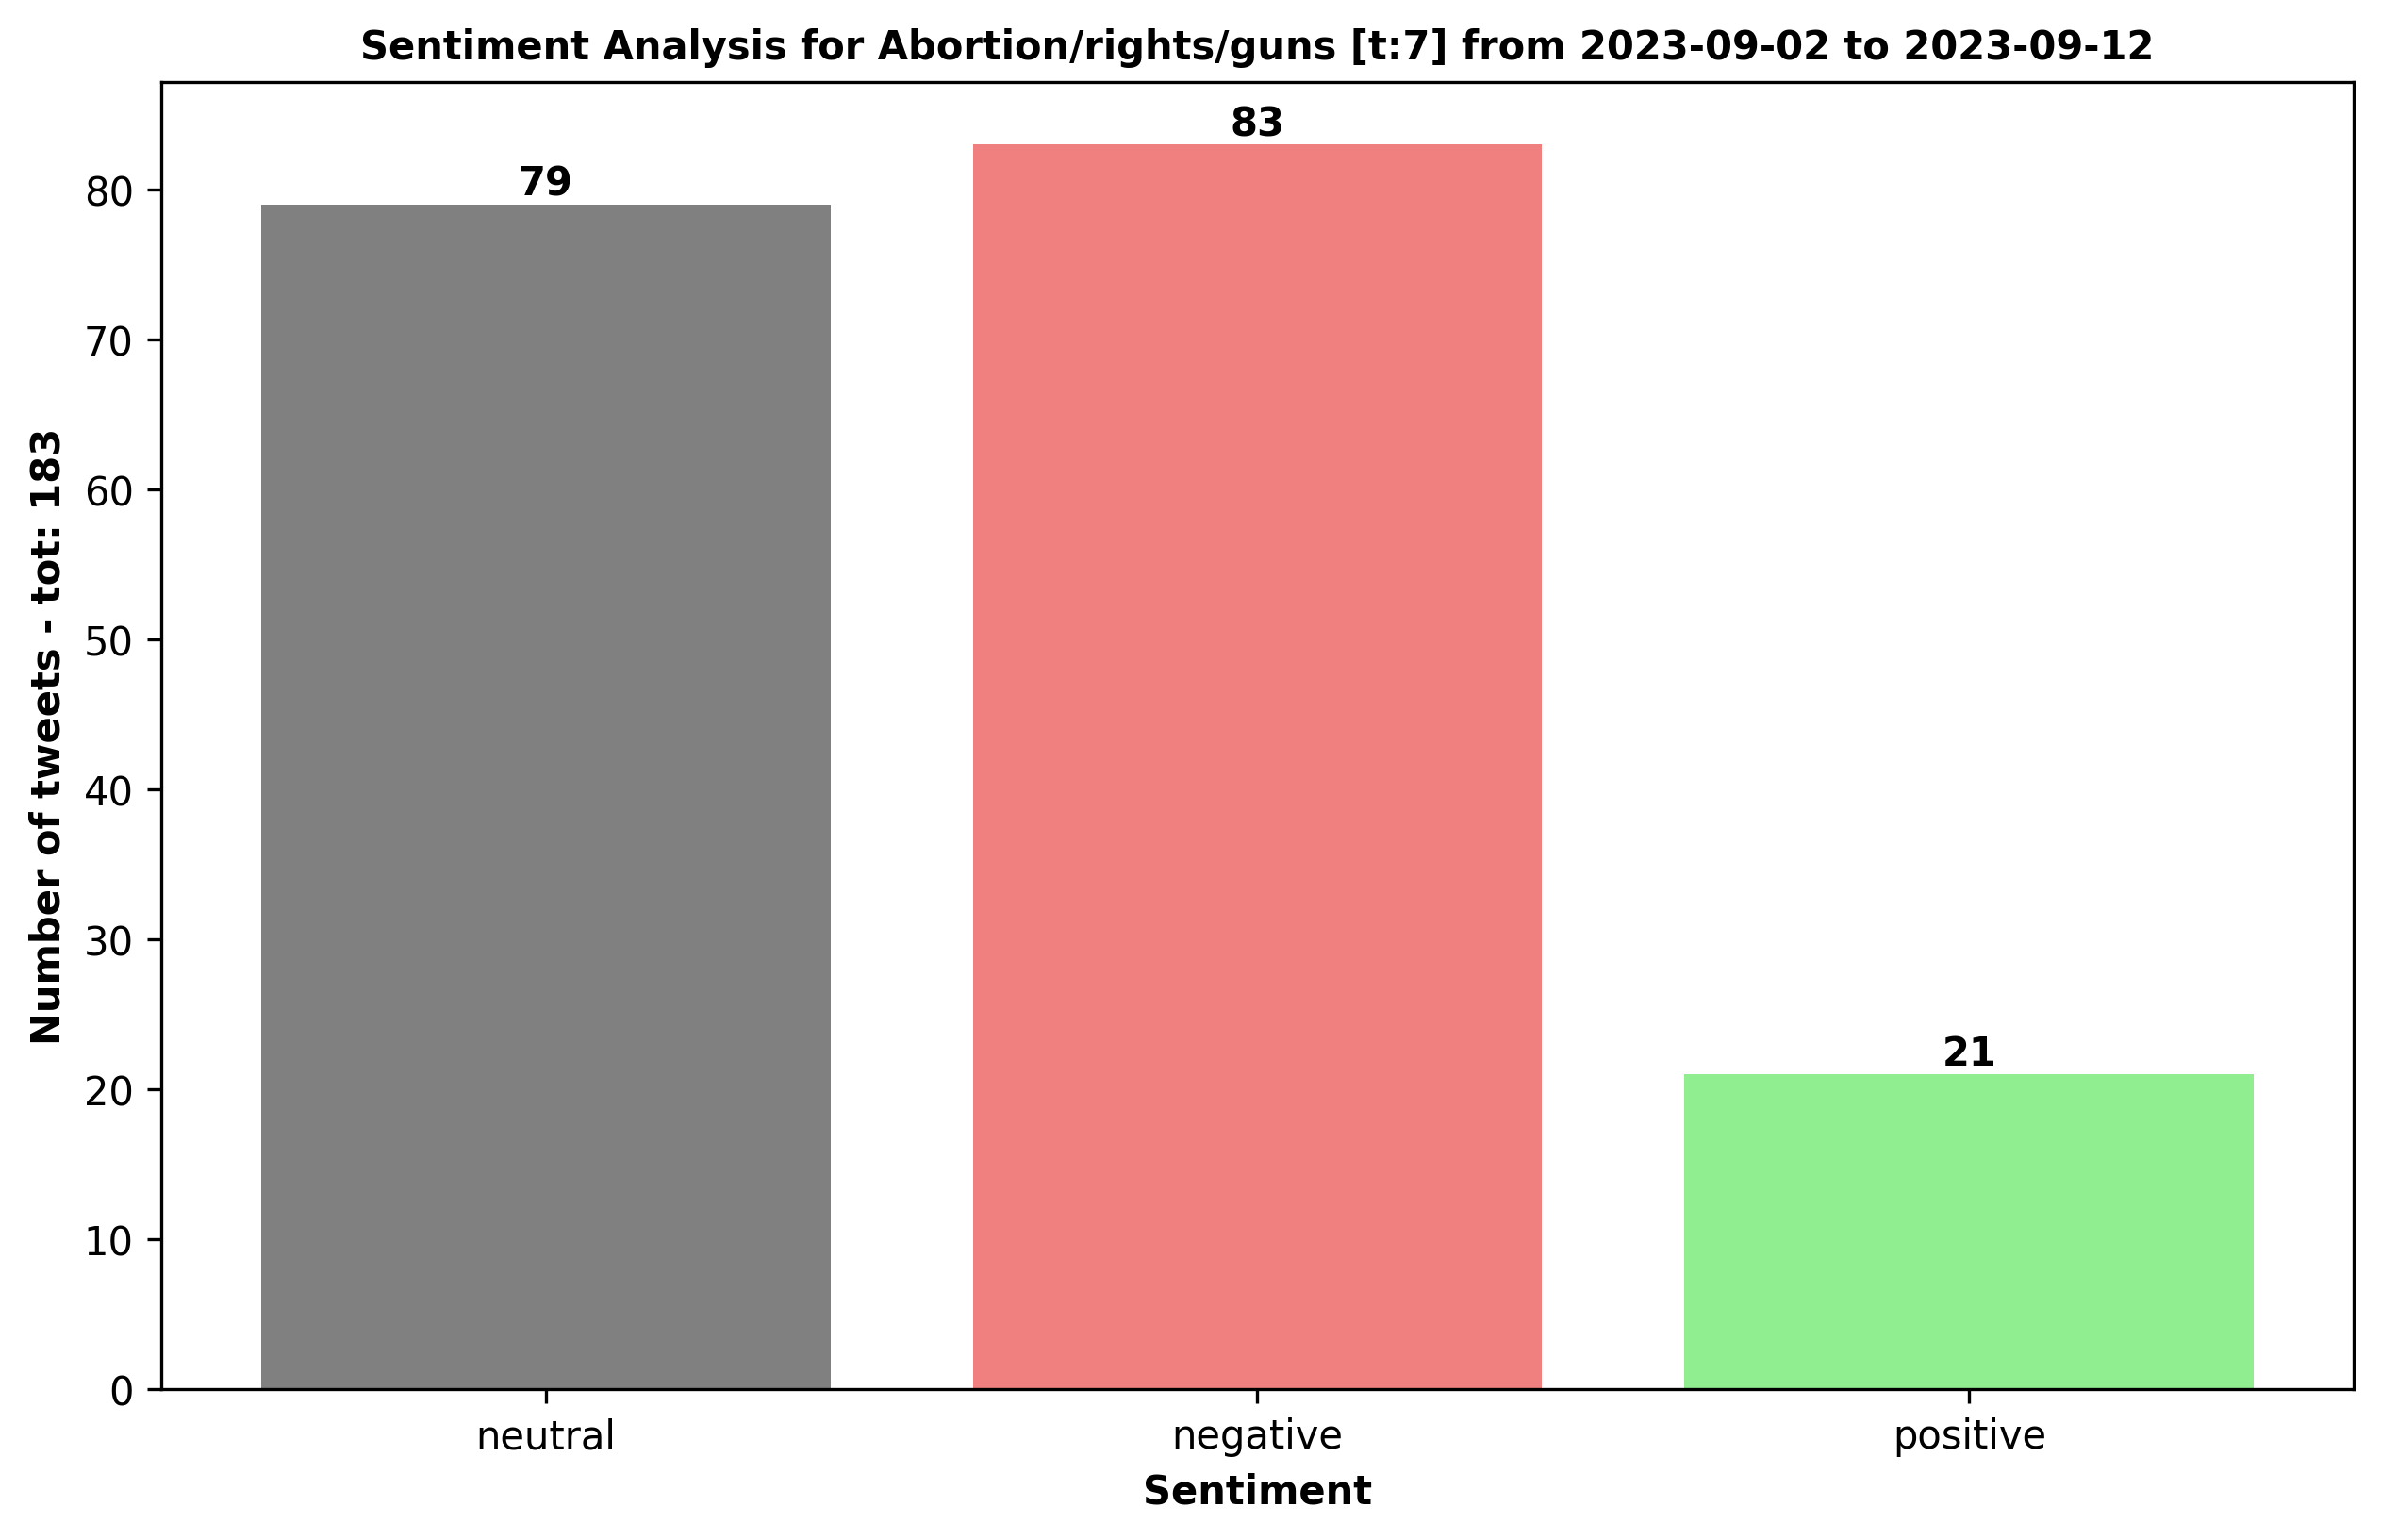 Sentiment Analysis for Abortion/rights/guns [t:7] from 2023-09-02 to 2023-09-12
Number of tweets - tot: 183
80
70
60
50
40
30
20
10
0
79
83
21
neutral
negative
positive
Sentiment